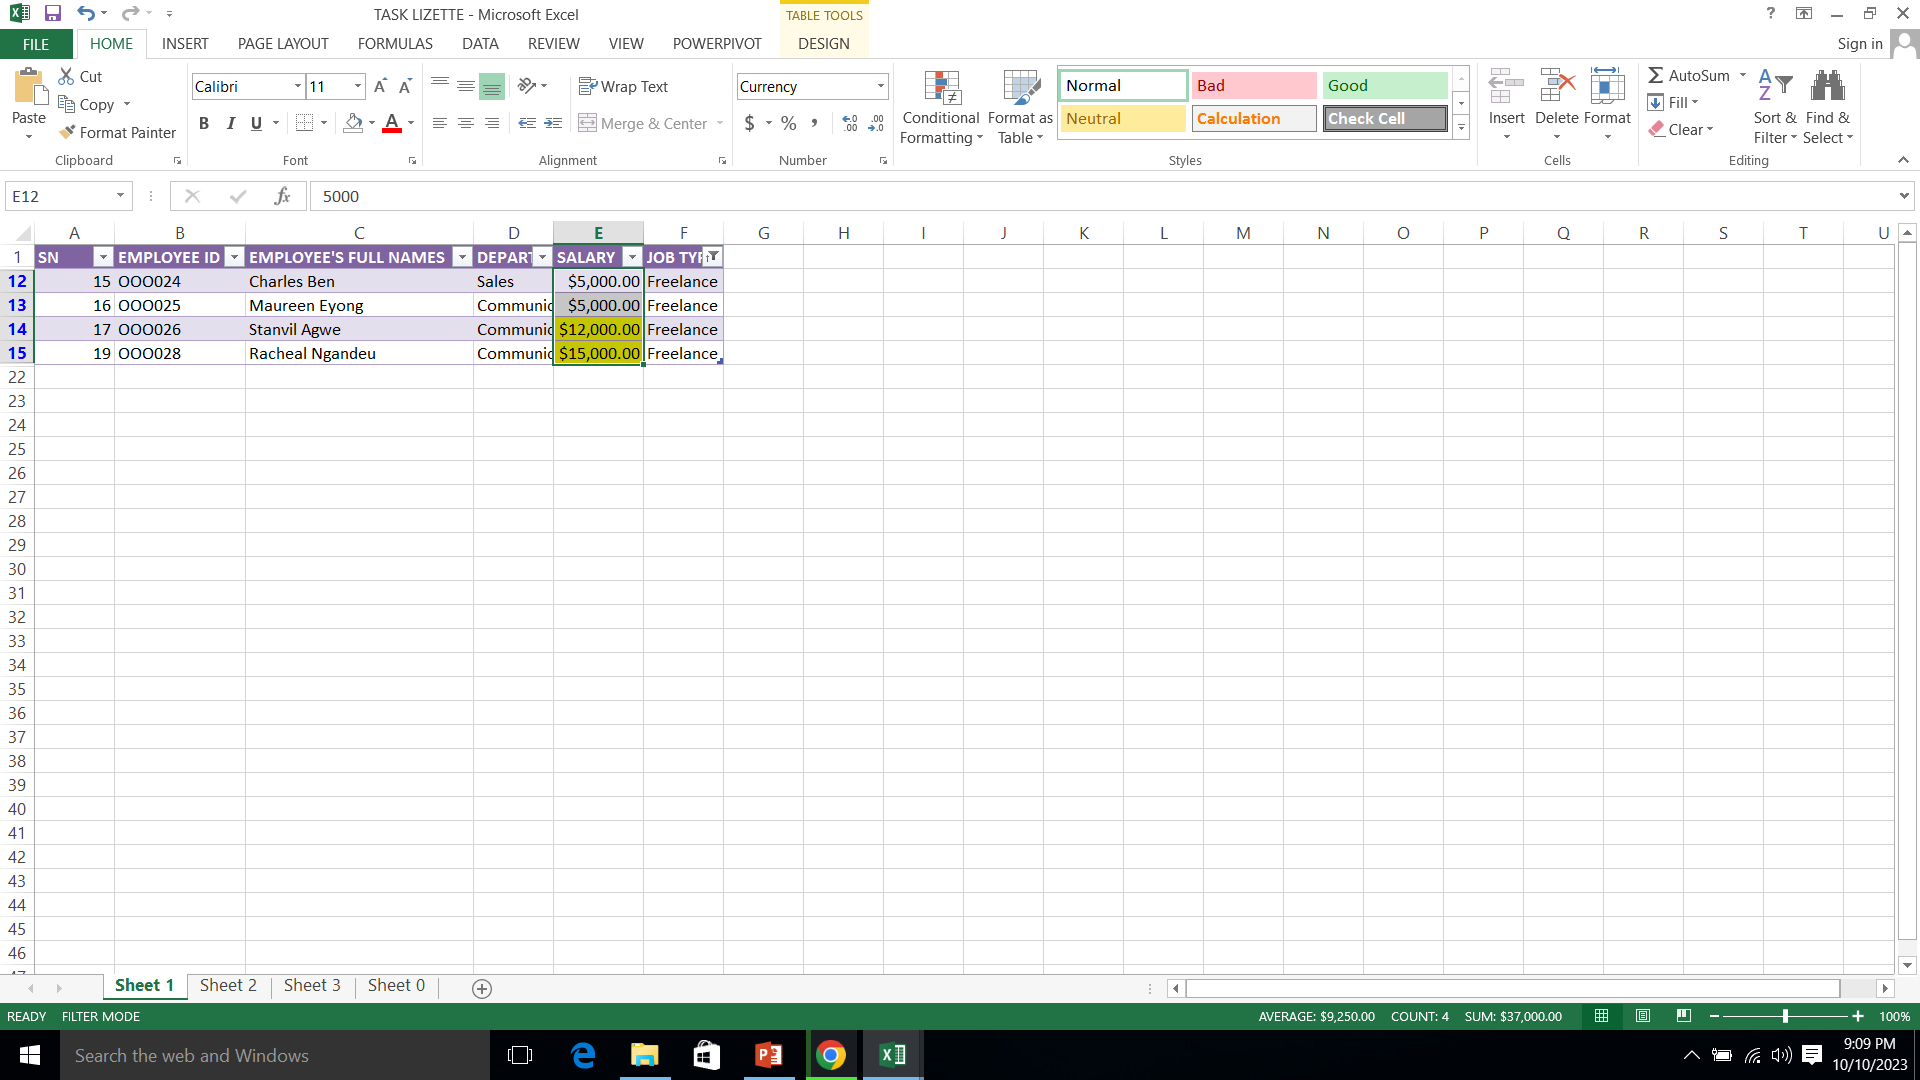 TASK LIZETTE - Microsoft Excel
TABLE TOOLS
FILE HOME INSERT PAGE LAYOUT FORMULAS DATA REVIEW VIEW POWERPIVOT DESIGN Sign in
Paste
Cut
Copy
Format Painter
Clipboard
Calibri 11
B I U
Font
Wrap Text
Merge & Center
Alignment
Currency
$ % ,
Number
Conditional Formatting
Format as Table
Normal Bad Good
Neutral Calculation Check Cell
Styles
Insert Delete Format
Cells
AutoSum
Fill
Clear
Sort & Filter
Find & Select
Editing
E12 fx 5000
A B C D E F G H I J K L M N O P Q R S T U
1 SN EMPLOYEE ID EMPLOYEE'S FULL NAMES DEPART SALARY JOB TYP
12 15 OOO024 Charles Ben Sales $5,000.00 Freelance
13 16 OOO025 Maureen Eyong Communic $5,000.00 Freelance
14 17 OOO026 Stanvil Agwe Communic $12,000.00 Freelance
15 19 OOO028 Racheal Ngandeu Communic $15,000.00 Freelance
22
23
24
25
26
27
28
29
30
31
32
33
34
35
36
37
38
39
40
41
42
43
44
45
46
47
Sheet 1 Sheet 2 Sheet 3 Sheet 0
READY FILTER MODE AVERAGE: $9,250.00 COUNT: 4 SUM: $37,000.00 100%
Search the web and Windows
9:09 PM
10/10/2023